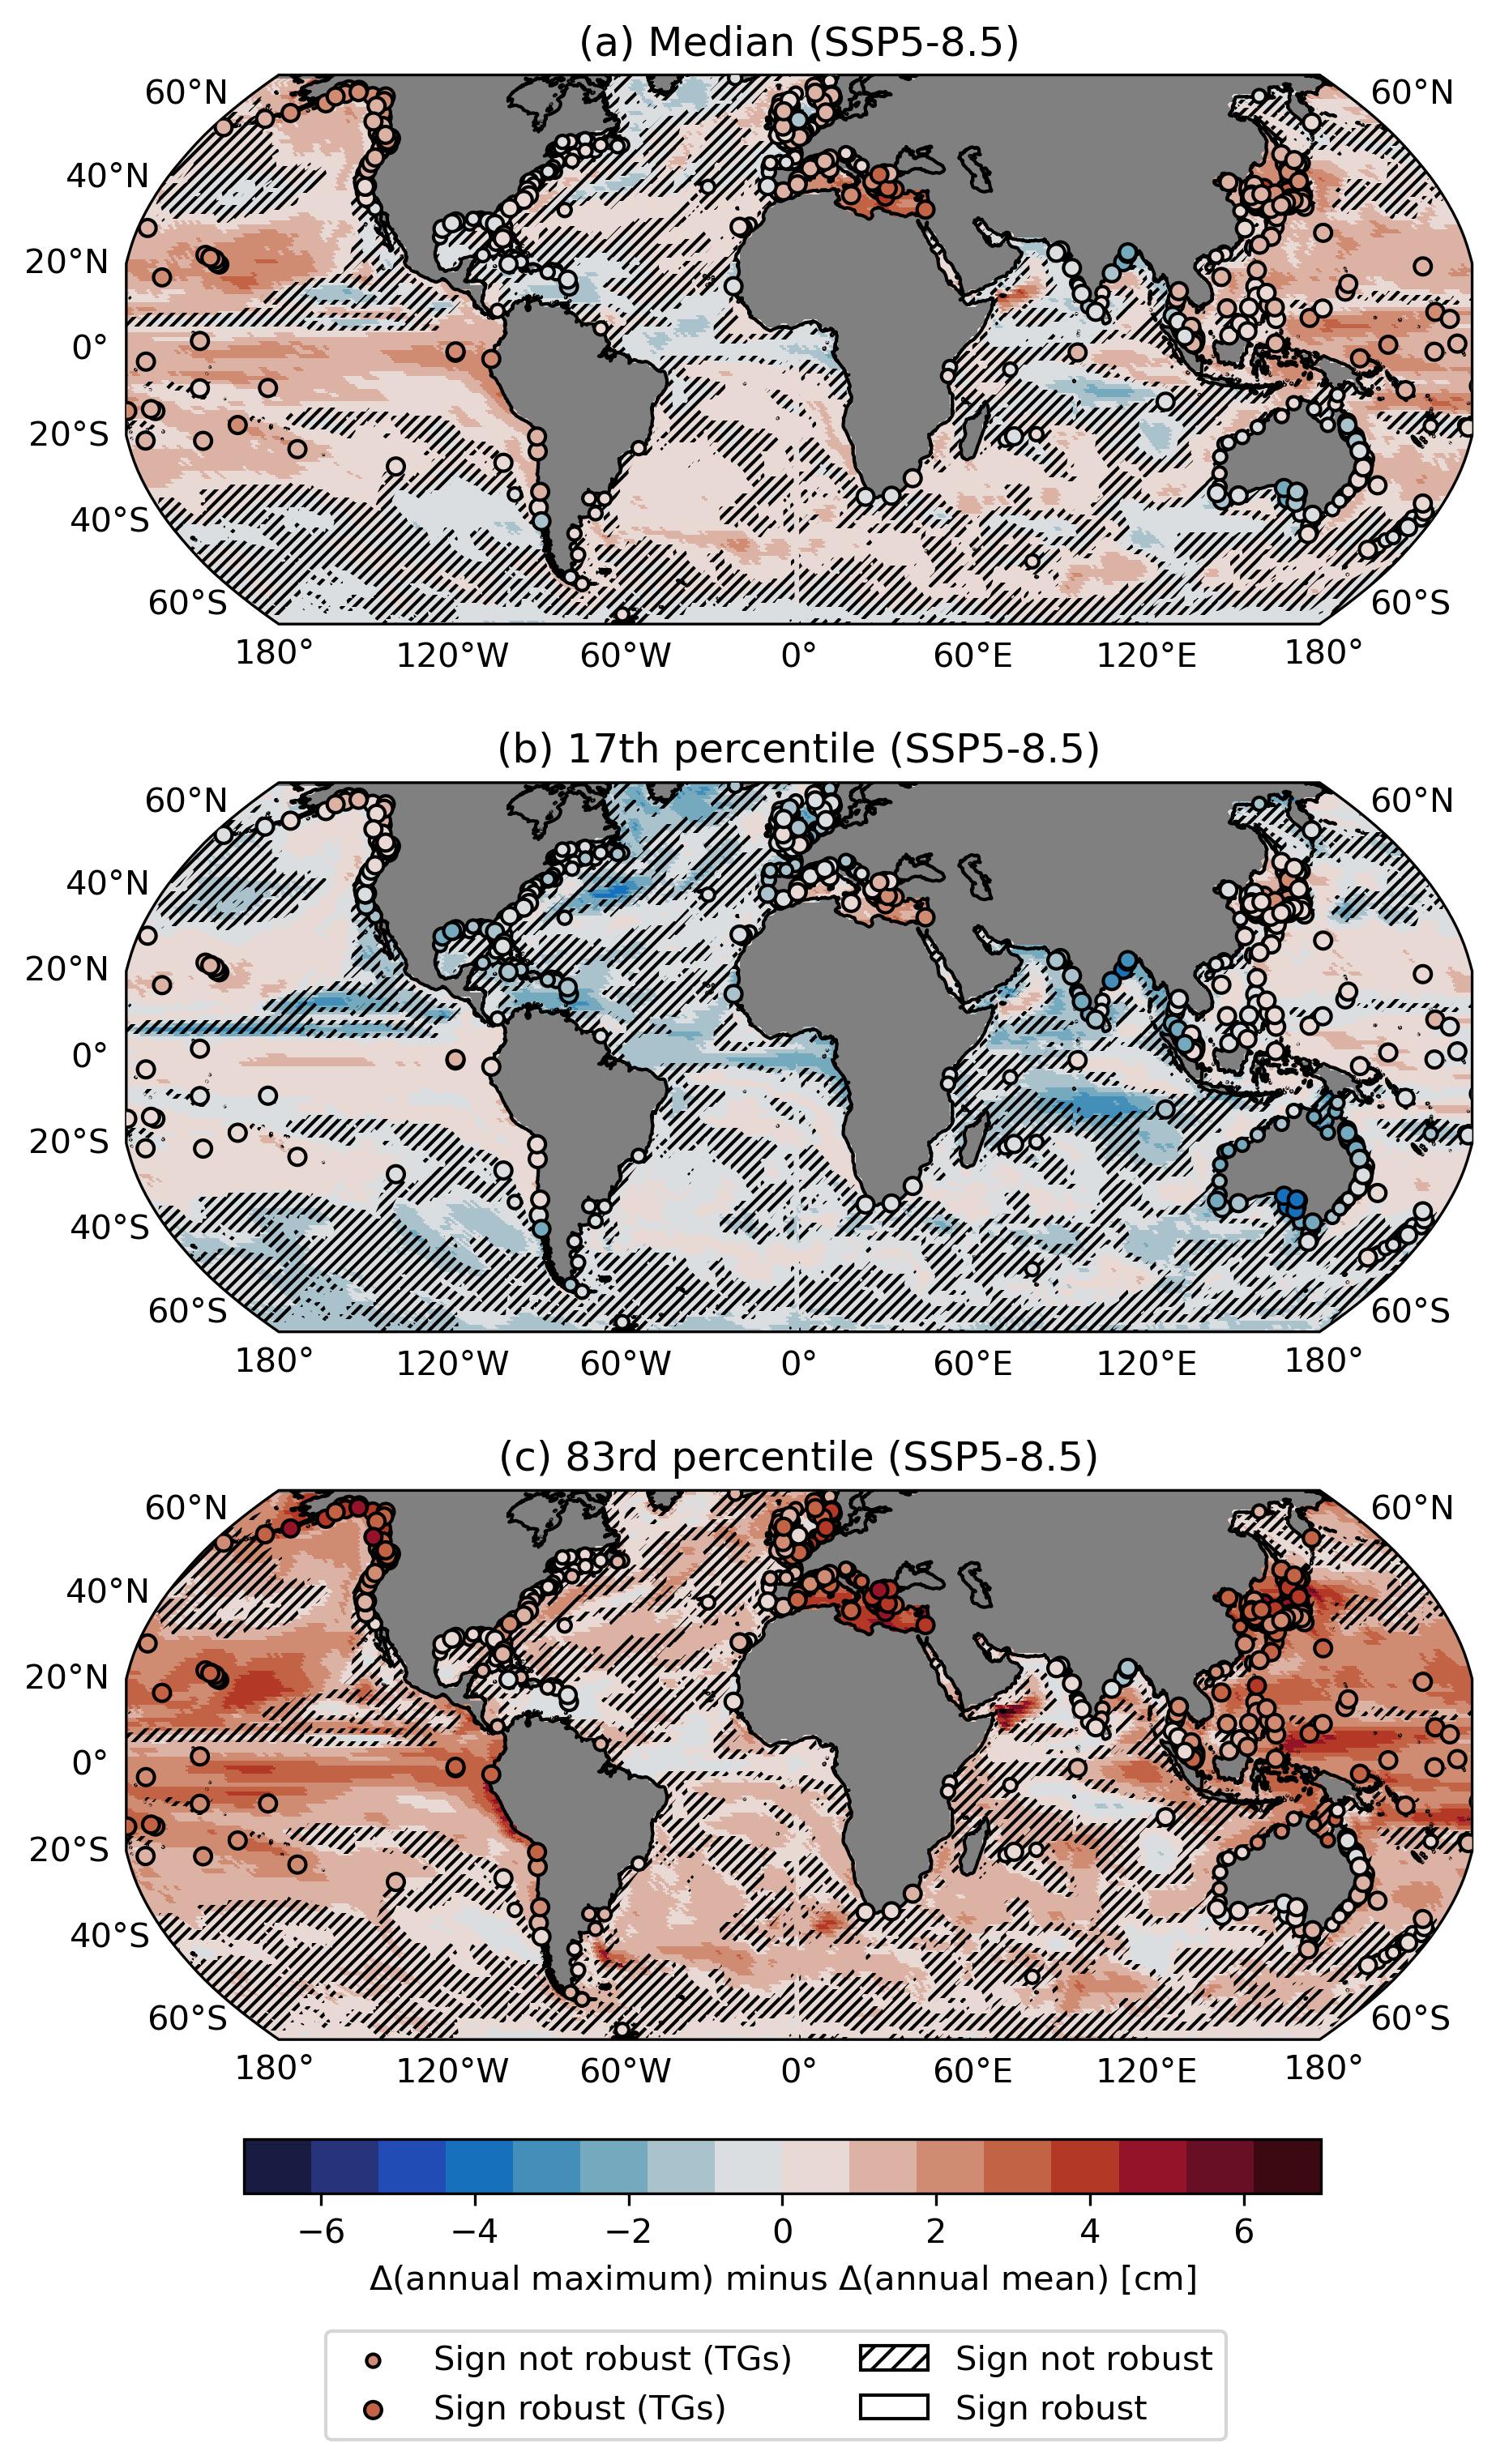 (a) Median (SSP5-8.5)
60°N 60°N
40°N
20°N
0°
20°S
40°S
60°S 60°S
180° 120°W 60°W 0° 60°E 120°E 180°
(b) 17th percentile (SSP5-8.5)
60°N 60°N
40°N
20°N
0°
20°S
40°S
60°S 60°S
180° 120°W 60°W 0° 60°E 120°E 180°
(c) 83rd percentile (SSP5-8.5)
60°N 60°N
40°N
20°N
0°
20°S
40°S
60°S 60°S
180° 120°W 60°W 0° 60°E 120°E 180°
−6 −4 −2 0 2 4 6
Δ(annual maximum) minus Δ(annual mean) [cm]
Sign not robust (TGs) Sign not robust
Sign robust (TGs) Sign robust